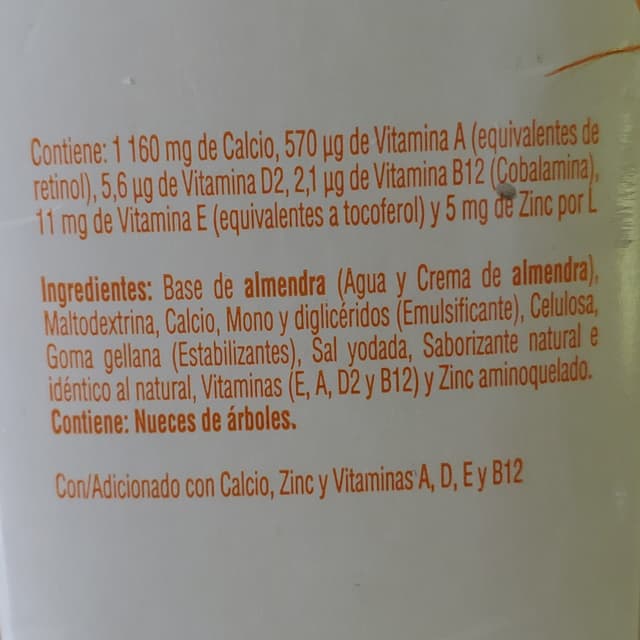 Contiene: 1 160 mg de Calcio, 570 µg de Vitamina A (equivalentes de
retinol), 5,6 µg de Vitamina D2, 2,1 µg de Vitamina B12 (Cobalamina),
11 mg de Vitamina E (equivalentes a tocoferol) y 5 mg de Zinc por L
Ingredientes: Base de almendra (Agua y Crema de almendra),
Maltodextrina, Calcio, Mono y diglicéridos (Emulsificante), Celulosa,
Goma gellana (Estabilizantes), Sal yodada, Saborizante natural e
idéntico al natural, Vitaminas (E, A, D2 y B12) y Zinc aminoquelado.
Contiene: Nueces de árboles.
Con/Adicionado con Calcio, Zinc y Vitaminas A, D, E y B12